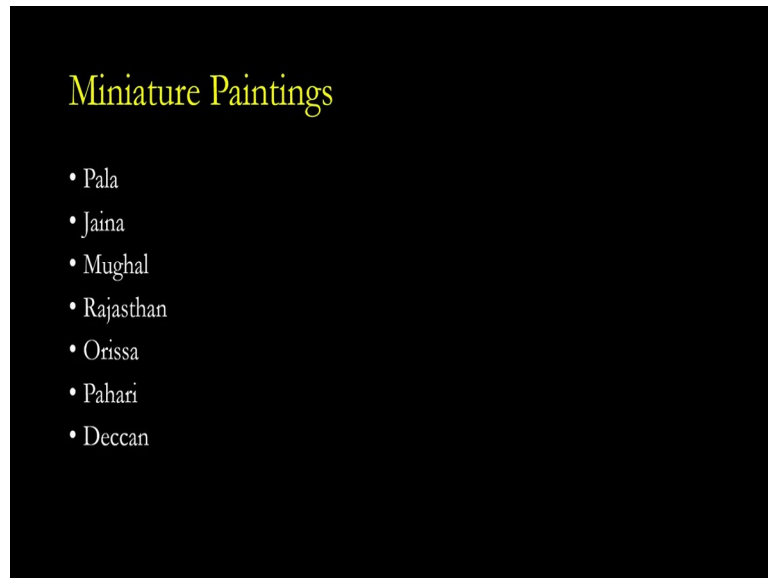 Miniature Paintings
• Pala
• Jaina
• Mughal
• Rajasthan
• Orissa
• Pahari
• Deccan